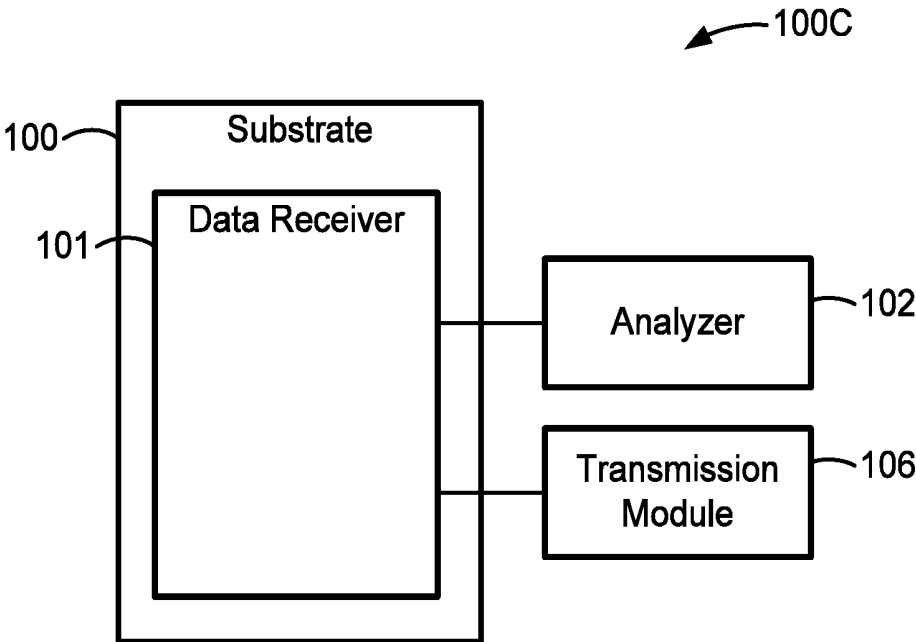 100C
100
Substrate
101
Data Receiver
Analyzer
102
Transmission
Module
106